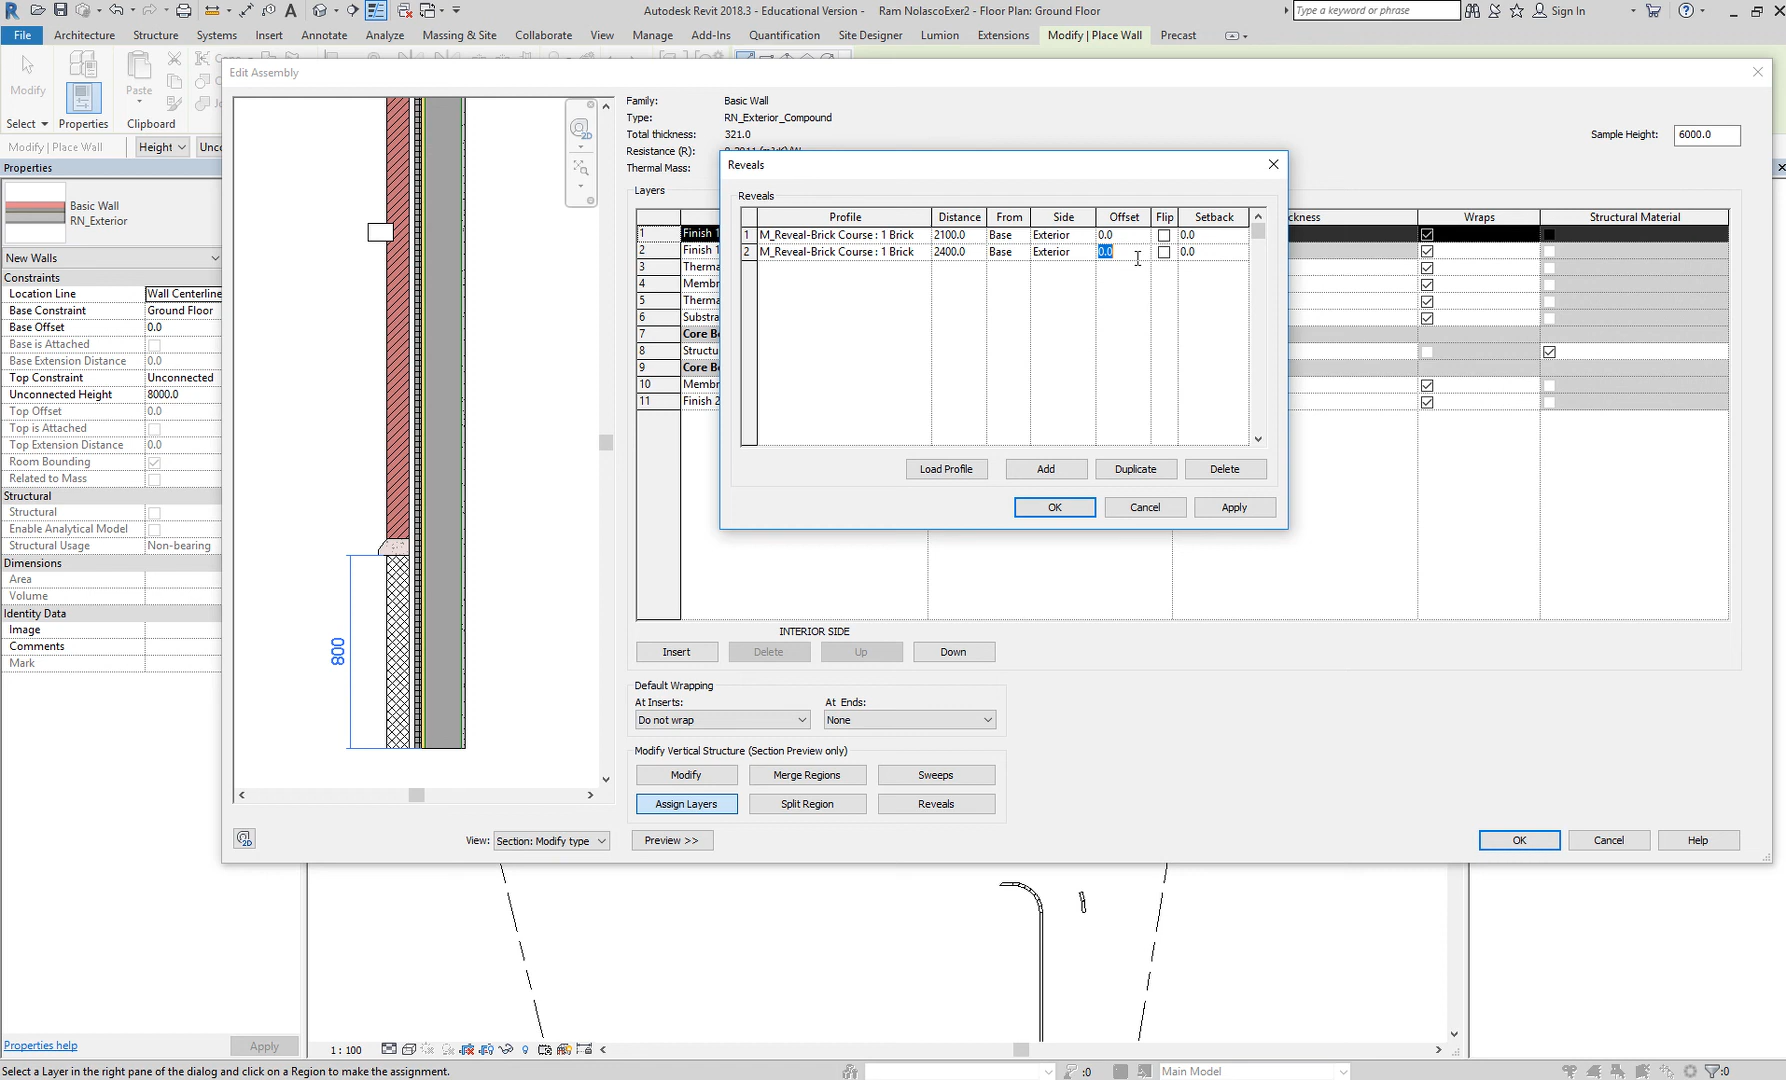 Autodesk Revit 2018.3 - Educational Version - Ram NolascoExer2 - Floor Plan: Ground Floor
Type a keyword or phrase
Sign In
File Architecture Structure Systems Insert Annotate Analyze Massing & Site Collaborate View Manage Add-Ins Quantification Site Designer Lumion Extensions Modify | Place Wall Precast
Modify
Paste
Select Properties Clipboard
Modify | Place Wall Height
Properties
Basic Wall
RN_Exterior
New Walls
Constraints
Location Line Wall Centerline
Base Constraint Ground Floor
Base Offset 0.0
Base is Attached
Base Extension Distance 0.0
Top Constraint Unconnected
Unconnected Height 8000.0
Top Offset 0.0
Top is Attached
Top Extension Distance 0.0
Room Bounding
Related to Mass
Structural
Structural
Enable Analytical Model
Structural Usage Non-bearing
Dimensions
Area
Volume
Identity Data
Image
Comments
Mark
Properties help Apply
Edit Assembly
Family: Basic Wall
Type: RN_Exterior_Compound
Total thickness: 321.0
Resistance (R):
Thermal Mass:
Sample Height: 6000.0
Layers
Wraps Structural Material
1 Finish 1
2 Finish 1
3 Therma
4 Membr
5 Therma
6 Substra
7 Core Bo
8 Structu
9 Core Bo
10 Membr
11 Finish 2
Reveals
Reveals
Profile Distance From Side Offset Flip Setback
1 M_Reveal-Brick Course : 1 Brick 2100.0 Base Exterior 0.0 0.0
2 M_Reveal-Brick Course : 1 Brick 2400.0 Base Exterior 0.0 0.0
Load Profile Add Duplicate Delete
OK Cancel Apply
800
INTERIOR SIDE
Insert Delete Up Down
Default Wrapping
At Inserts: At Ends:
Do not wrap None
Modify Vertical Structure (Section Preview only)
Modify Merge Regions Sweeps
Assign Layers Split Region Reveals
View: Section: Modify type Preview >> OK Cancel Help
1 : 100
Select a Layer in the right pane of the dialog and click on a Region to make the assignment.
:0 Main Model :0